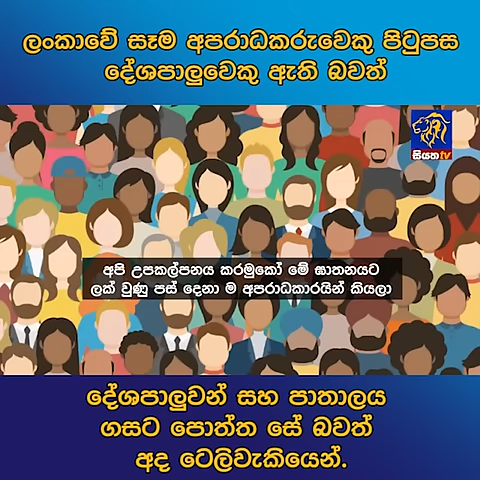 ලංකාවේ සෑම අපරාධකරුවෙකු පිටුපස
දේශපාලුවෙකු ඇති බවත්
සියත tv
අපි උපකල්පනය කරමුකෝ මේ ඝාතනයට
ලක් වුණු පස් දෙනා ම අපරාධකාරයින් කියලා
දේශපාලුවන් සහ පාතාලය
ගසට පොත්ත සේ බවත්
අද ටෙලිවැකියෙන්.